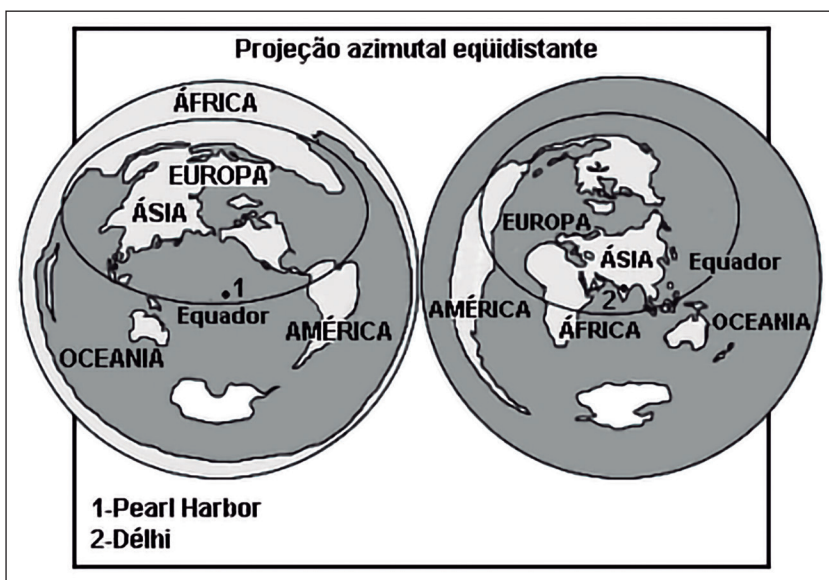 Projeção azimutal eqüidistante
ÁFRICA
EUROPA
ÁSIA
1
Equador
AMÉRICA
OCEANIA
EUROPA
ÁSIA
Equador
2
AMÉRICA
ÁFRICA
OCEANIA
1-Pearl Harbor
2-Délhi